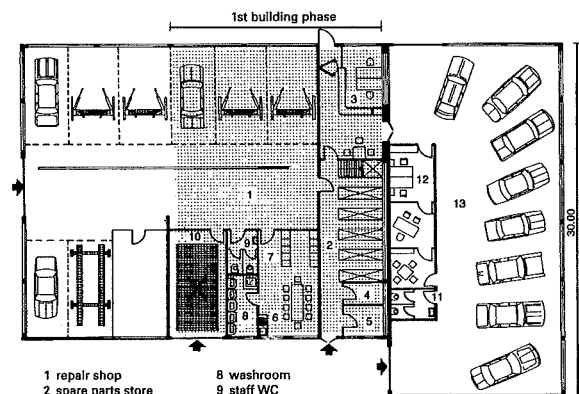 1st building phase
3
1
12
13
30.00
2
10
9
7
4
11
8
6
5
1 repair shop
2 spare parts store
8 washroom
9 staff WC